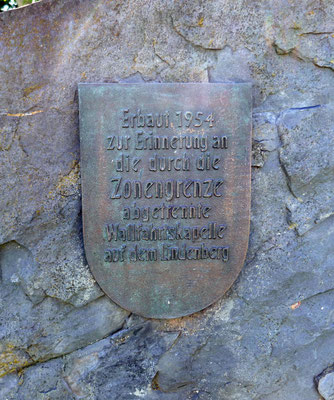 Erbaut 1954
zur Erinnerung an
die durch die
Zonengrenze
abgetrennte
Wallfahrtskapelle
auf dem Lindenberg